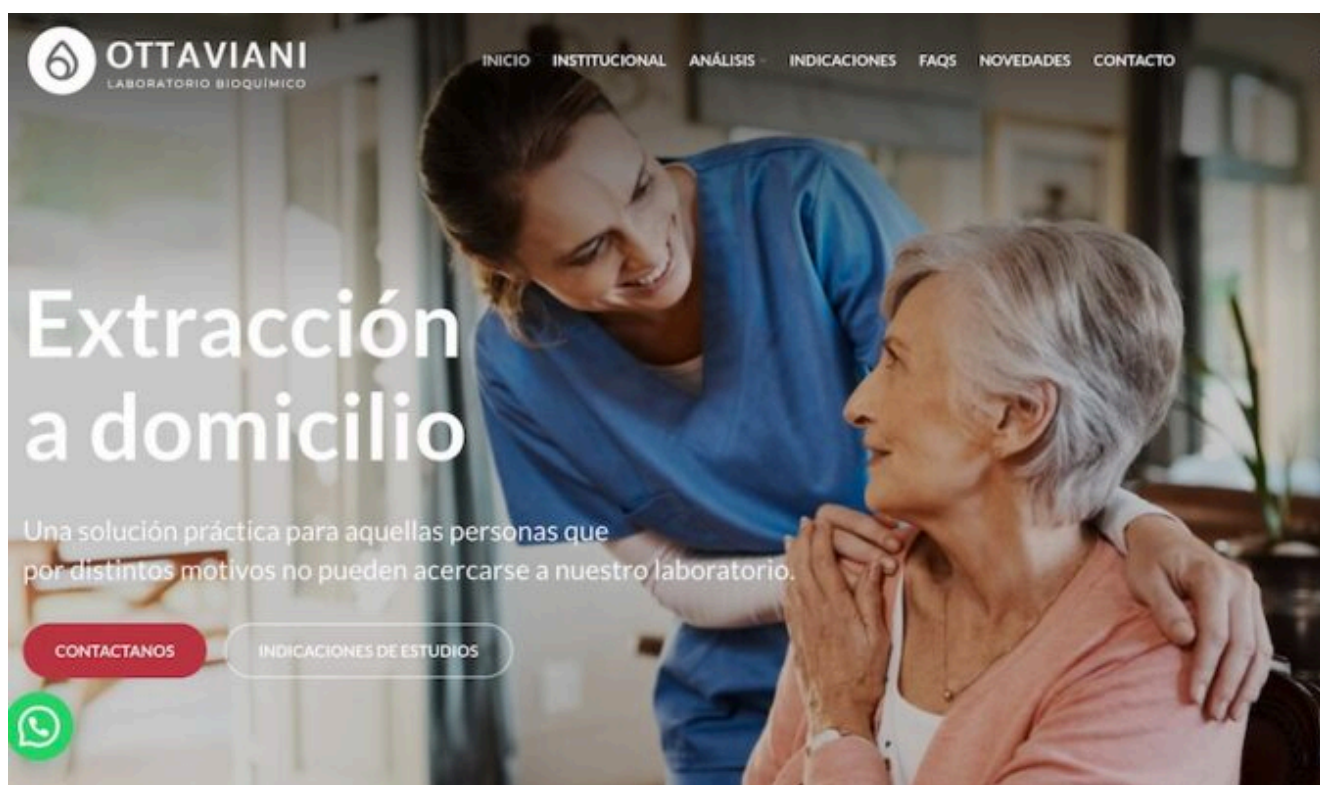 OTTAVIANI
LABORATORIO BIOQUÍMICO
INICIO INSTITUCIONAL ANÁLISIS INDICACIONES FAQS NOVEDADES CONTACTO
Extracción
a domicilio
Una solución práctica para aquellas personas que
por distintos motivos no pueden acercarse a nuestro laboratorio.
CONTACTANOS INDICACIONES DE ESTUDIOS